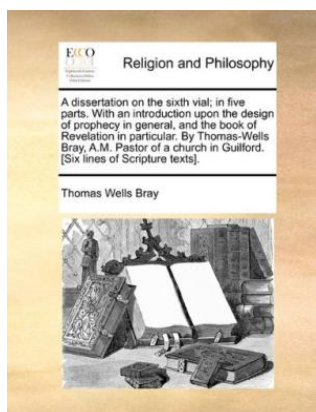 ECCO
Religion and Philosophy
A dissertation on the sixth vial; in five
parts. With an introduction upon the design
of prophecy in general, and the book of
Revelation in particular. By Thomas-Wells
Bray, A.M. Pastor of a church in Guilford.
[Six lines of Scripture texts].
Thomas Wells Bray